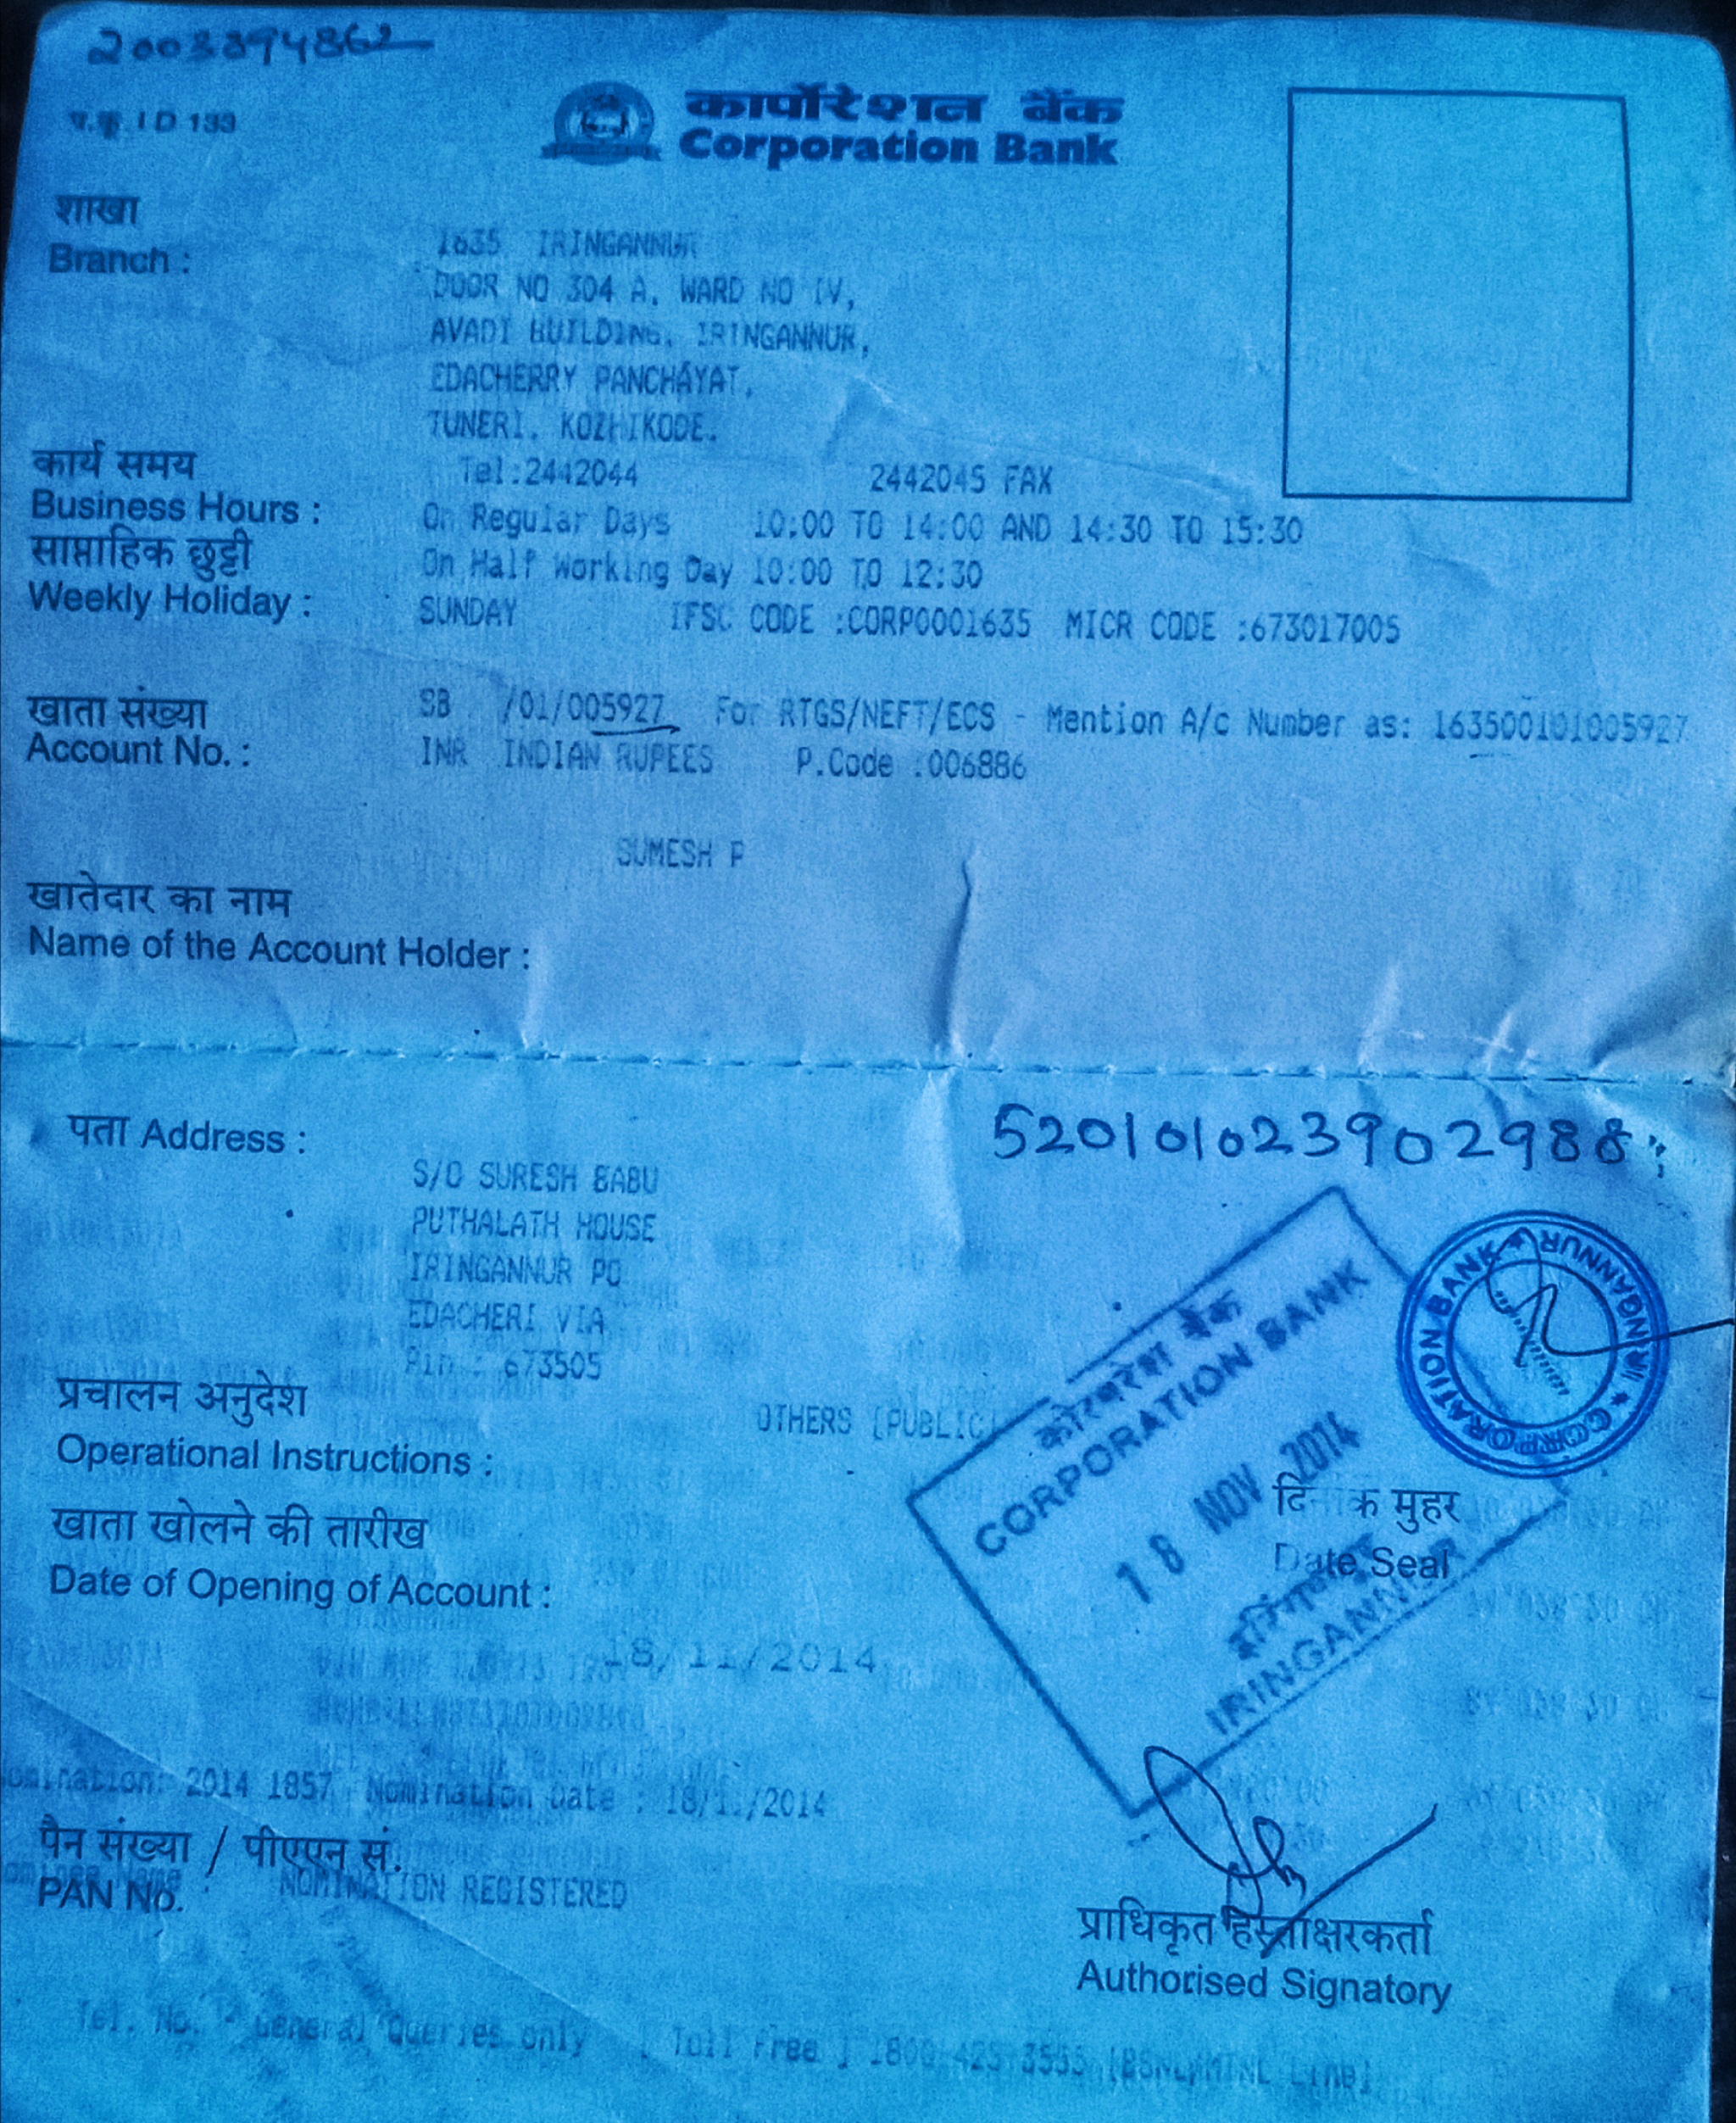 2003894862
प.कू. I D 133
कार्पोरेशन बैंक
Corporation Bank
शाखा
Branch :
1635 IRINGANNUR
DOOR NO 304 A, WARD NO IV,
AVADI BUILDING, IRINGANNUR,
EDACHERRY PANCHAYAT,
TUNERI, KOZHIKODE.
Tel:2442044 2442045 FAX
कार्य समय
Business Hours :
On Regular Days 10:00 TO 14:00 AND 14:30 TO 15:30
On Half Working Day 10:00 TO 12:30
साप्ताहिक छुट्टी
Weekly Holiday :
SUNDAY IFSC CODE :CORP0001635 MICR CODE :673017005
खाता संख्या
Account No. :
SB /01/005927 For RTGS/NEFT/ECS - Mention A/c Number as: 163500101005927
INR INDIAN RUPEES P.Code :006886
SUMESH P
खातेदार का नाम
Name of the Account Holder :
पता Address :
520101023902988
S/O SURESH BABU
PUTHALATH HOUSE
IRINGANNUR PO
EDACHERI VIA
Pin : 673505
CORPORATION BANK ★ IRINGANNUR ★
प्रचालन अनुदेश
Operational Instructions :
OTHERS [PUBLIC]
बैंक
CORPORATION BANK
18 NOV 2014
IRINGANNUR
मुहर
Date Seal
खाता खोलने की तारीख
Date of Opening of Account :
18/11/2014
omination: 2014 1857 Nomination Date : 18/11/2014
पैन संख्या / पीएएन सं.
PAN No.
ominee Name : NOMINATION REGISTERED
प्राधिकृत हस्ताक्षरकर्ता
Authorised Signatory
Tel. No. - General Queries only [ Toll Free ] 1800 425 3555 [BSNL/MTNL Line]